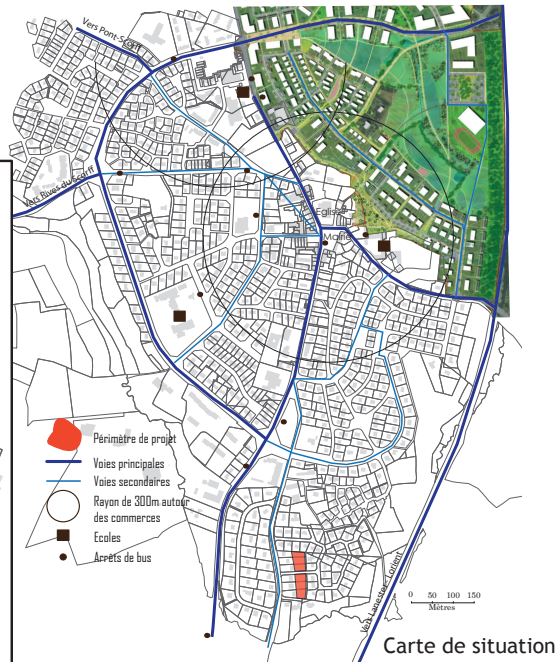 Vers Pont-Scorff
Vers Rives du Scorff
Eglise
Mairie
Périmètre de projet
Voies principales
Voies secondaires
Rayon de 300m autour
des commerces
Ecoles
Arrêts de bus
0 50 100 150
Mètres
Vers Lanester - Lorient
Carte de situation